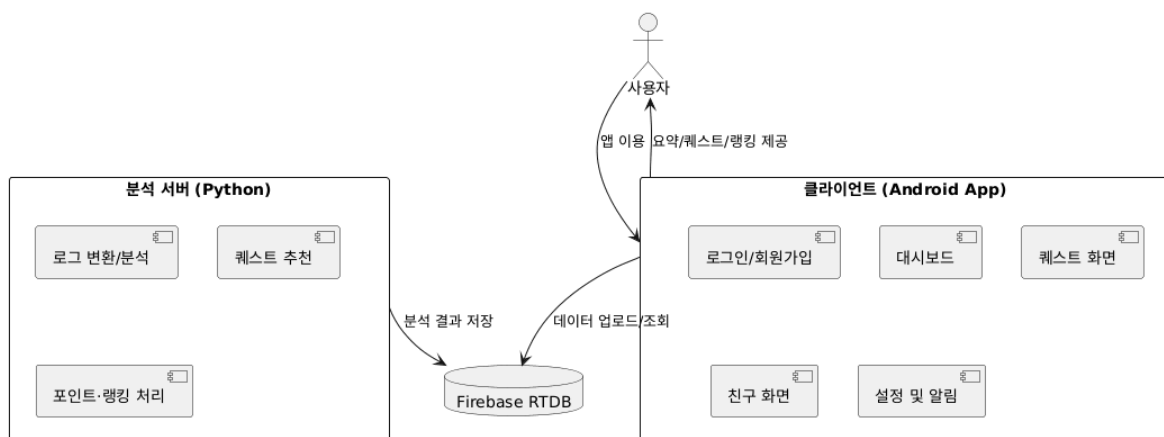 사용자
앱 이용
요약/퀘스트/랭킹 제공
분석 서버 (Python)
로그 변환/분석
퀘스트 추천
포인트·랭킹 처리
클라이언트 (Android App)
로그인/회원가입
대시보드
퀘스트 화면
친구 화면
설정 및 알림
분석 결과 저장
데이터 업로드/조회
Firebase RTDB